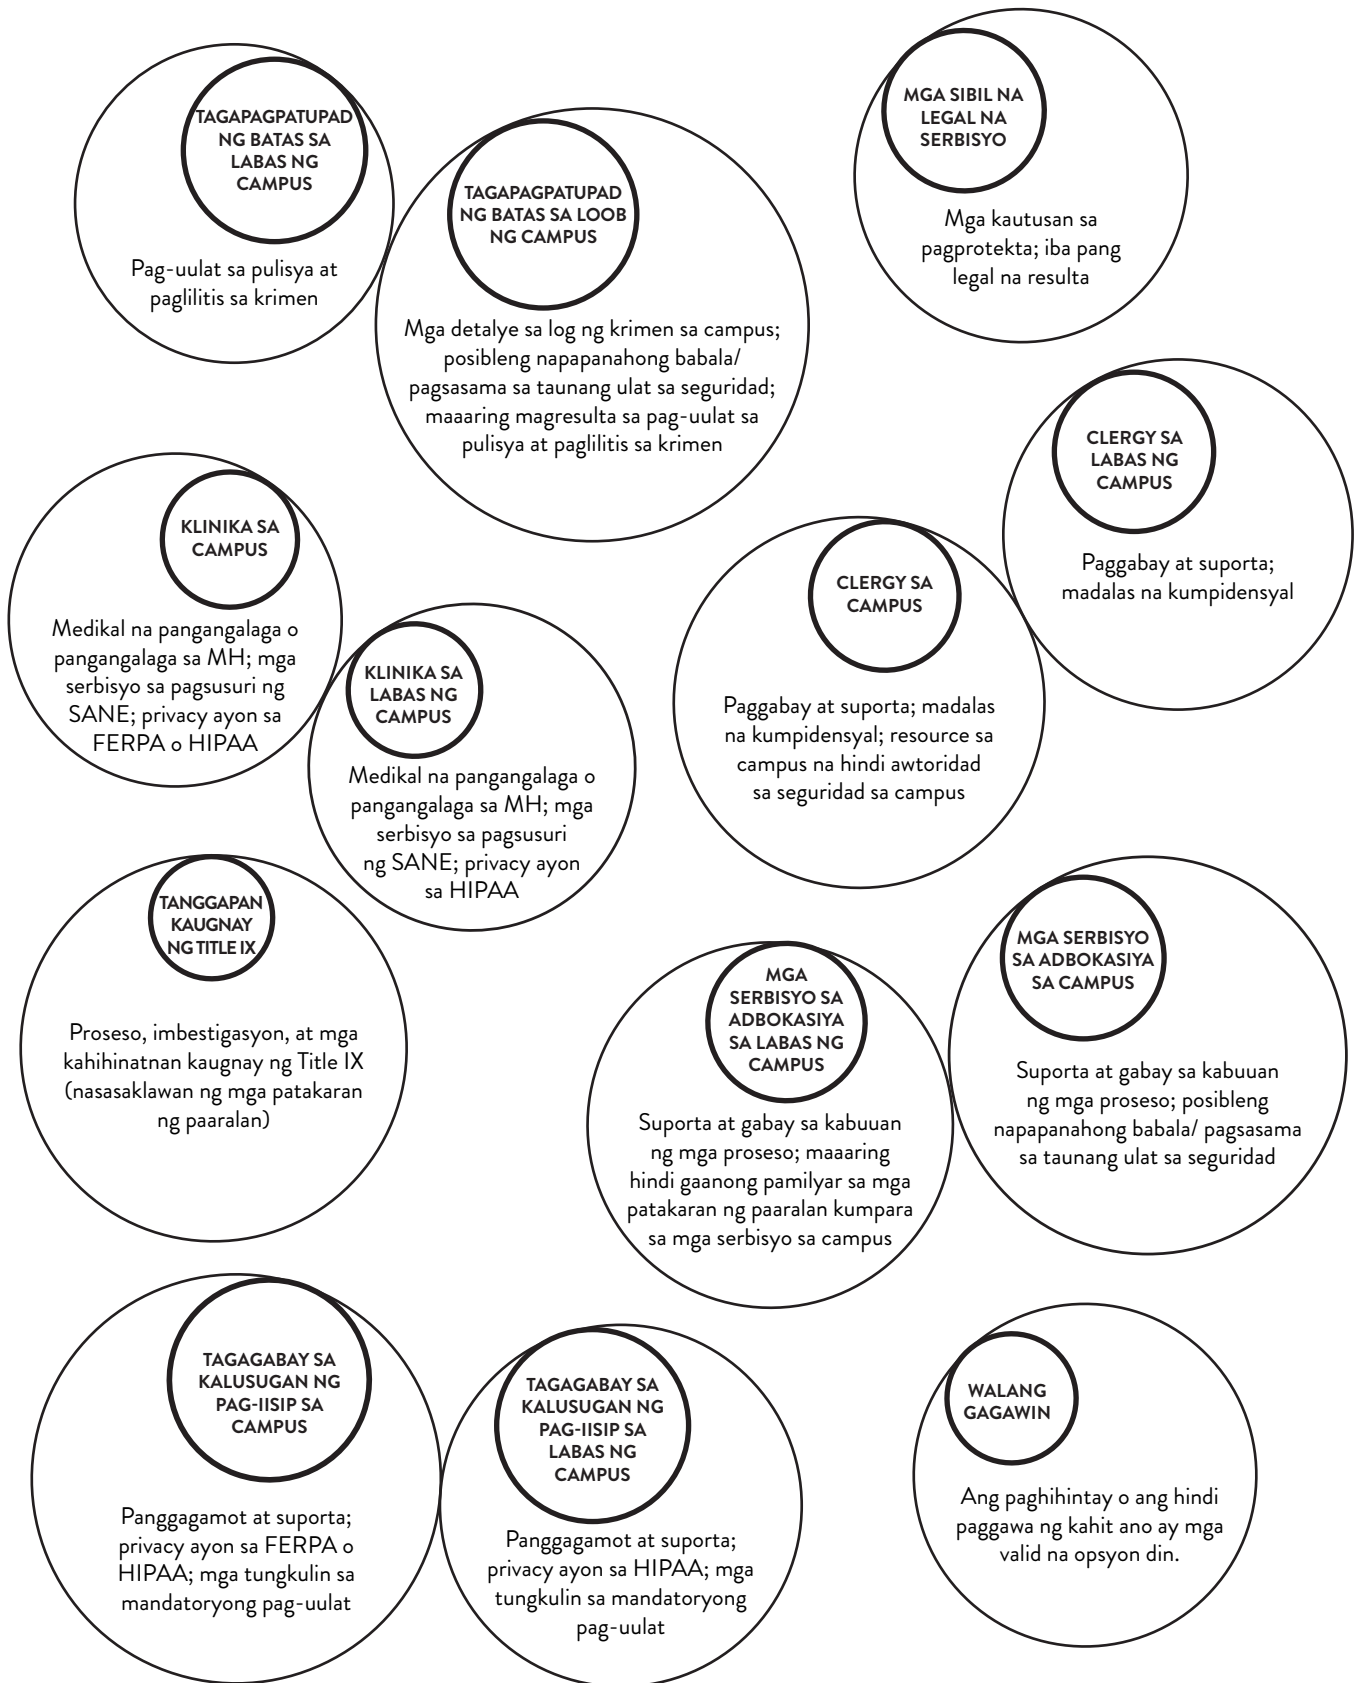 TAGAPAGPATUPAD
NG BATAS SA
LABAS NG
CAMPUS
Pag-uulat sa pulisya at
paglilitis sa krimen
TAGAPAGPATUPAD
NG BATAS SA LOOB
NG CAMPUS
Mga detalye sa log ng krimen sa campus;
posibleng napapanahong babala/
pagsasama sa taunang ulat sa seguridad;
maaaring magresulta sa pag-uulat sa
pulisya at paglilitis sa krimen
MGA SIBIL NA
LEGAL NA
SERBISYO
Mga kautusan sa
pagprotekta; iba pang
legal na resulta
CLERGY SA
LABAS NG
CAMPUS
Paggabay at suporta;
madalas na kumpidensyal
KLINIKA SA
CAMPUS
Medikal na pangangalaga o
pangangalaga sa MH; mga
serbisyo sa pagsusuri ng
SANE; privacy ayon sa
FERPA o HIPAA
KLINIKA SA
LABAS NG
CAMPUS
Medikal na pangangalaga o
pangangalaga sa MH; mga
serbisyo sa pagsusuri
ng SANE; privacy ayon
sa HIPAA
CLERGY SA
CAMPUS
Paggabay at suporta; madalas
na kumpidensyal; resource sa
campus na hindi awtoridad
sa seguridad sa campus
TANGGAPAN
KAUGNAY
NG TITLE IX
Proseso, imbestigasyon, at mga
kahihinatnan kaugnay ng Title IX
(nasasaklawan ng mga patakaran
ng paaralan)
MGA
SERBISYO SA
ADBOKASIYA
SA LABAS NG
CAMPUS
Suporta at gabay sa kabuuan
ng mga proseso; maaaring
hindi gaanong pamilyar sa mga
patakaran ng paaralan kumpara
sa mga serbisyo sa campus
MGA SERBISYO
SA ADBOKASIYA
SA CAMPUS
Suporta at gabay sa kabuuan
ng mga proseso; posibleng
napapanahong babala/ pagsasama
sa taunang ulat sa seguridad
TAGAGABAY SA
KALUSUGAN NG
PAG-IISIP SA
CAMPUS
Panggagamot at suporta;
privacy ayon sa FERPA o
HIPAA; mga tungkulin sa
mandatoryong pag-uulat
TAGAGABAY SA
KALUSUGAN NG
PAG-IISIP SA
LABAS NG
CAMPUS
Panggagamot at suporta;
privacy ayon sa HIPAA; mga
tungkulin sa mandatoryong
pag-uulat
WALANG
GAGAWIN
Ang paghihintay o ang hindi
paggawa ng kahit ano ay mga
valid na opsyon din.